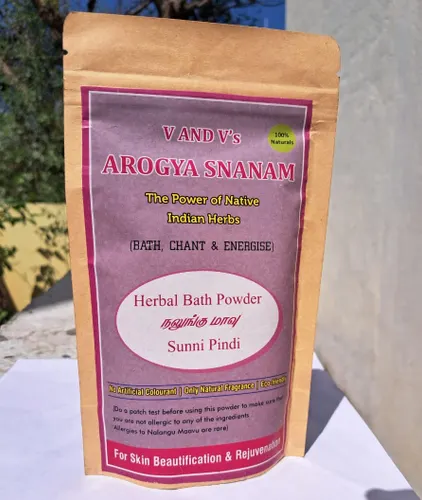 V AND V's
100%
Naturals
AROGYA SNANAM
The Power of Native
Indian Herbs
(BATH, CHANT & ENERGISE)
Herbal Bath Powder
நலுங்கு மாவு
Sunni Pindi
No Artificial Colourant | Only Natural Fragrance | Eco-friendly
(Do a patch test before using this powder to make sure that
you are not allergic to any of the ingredients.
Allergies to Nalangu Maavu are rare)
For Skin Beautification & Rejuvenation